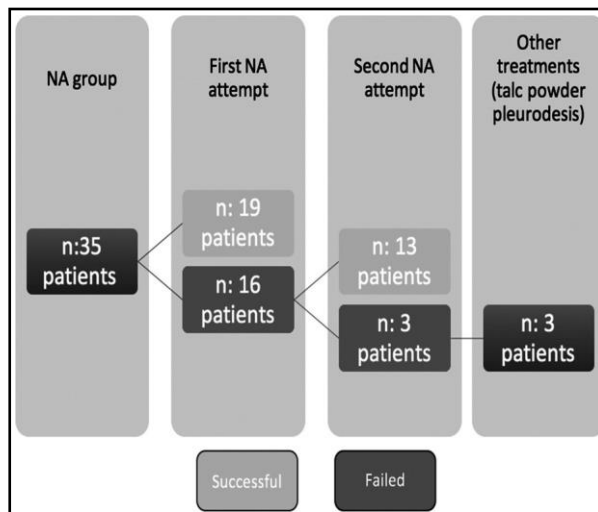 NA group
First NA
attempt
Second NA
attempt
Other
treatments
(talc powder
pleurodesis)
n:35
patients
n: 19
patients
n: 16
patients
n: 13
patients
n: 3
patients
n: 3
patients
Successful
Failed